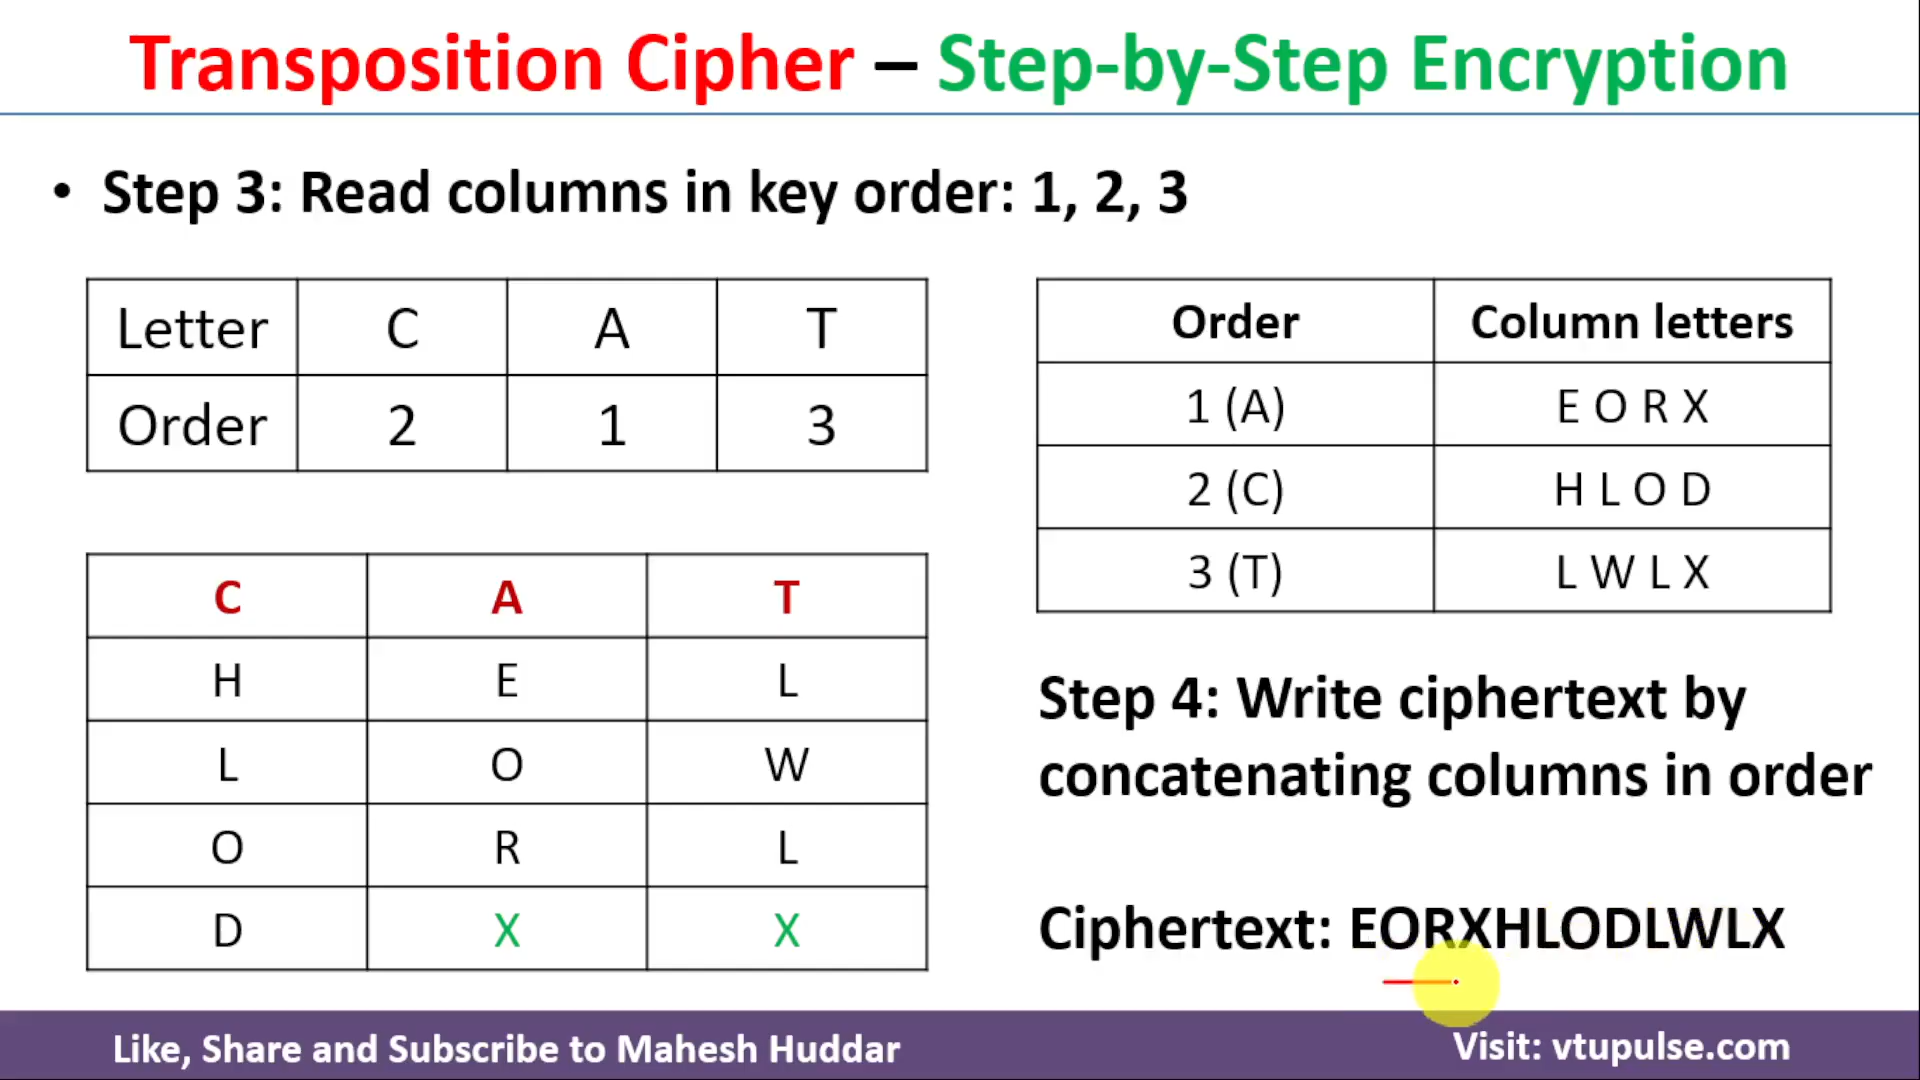 Transposition Cipher – Step-by-Step Encryption
• Step 3: Read columns in key order: 1, 2, 3
Letter C A T
Order 2 1 3
C A T
H E L
L O W
O R L
D X X
Order Column letters
1 (A) E O R X
2 (C) H L O D
3 (T) L W L X
Step 4: Write ciphertext by
concatenating columns in order
Ciphertext: EORXHLODLWLX
Like, Share and Subscribe to Mahesh Huddar
Visit: vtupulse.com